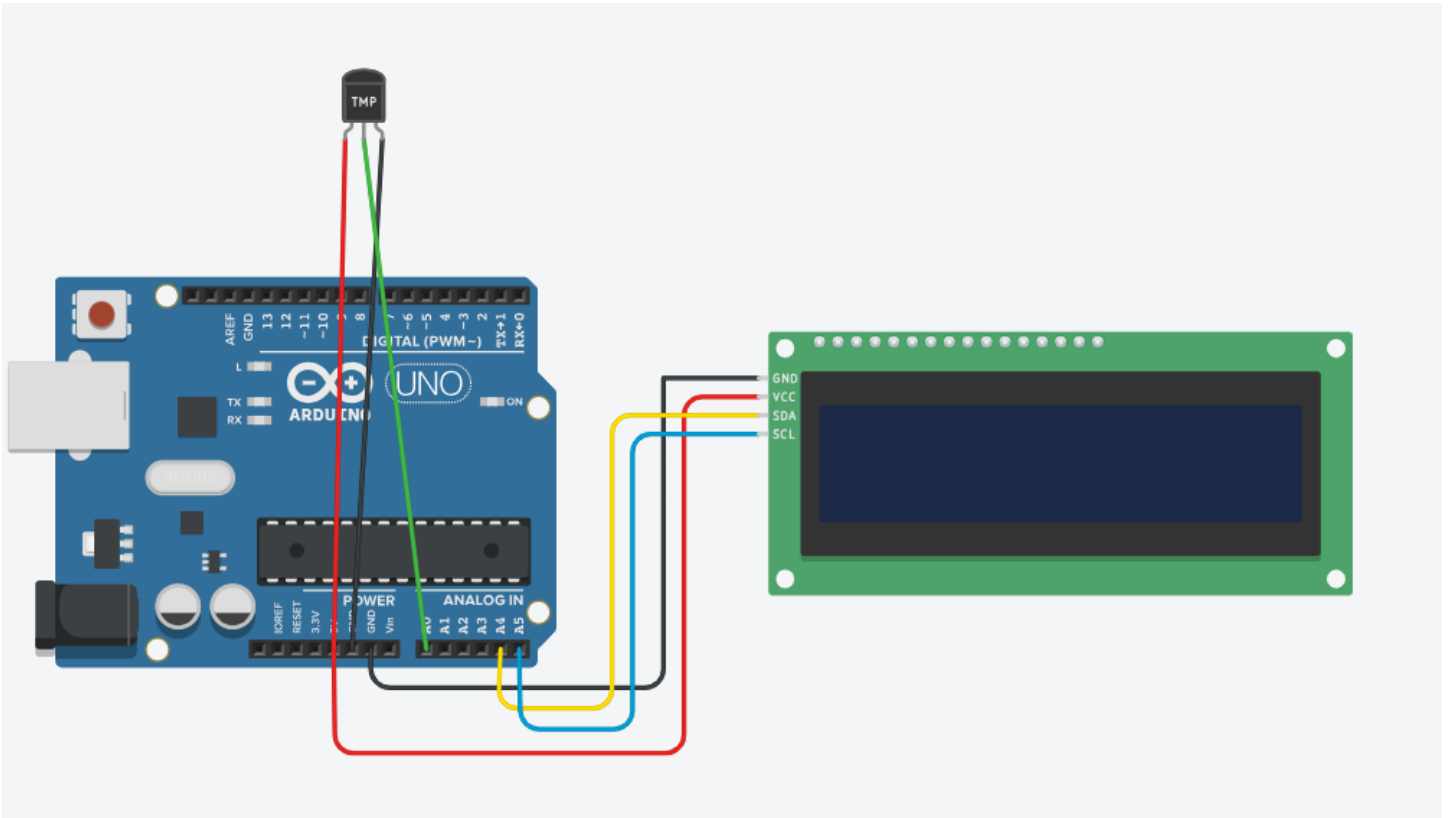 TMP
AREF
GND
13
12
~11
~10
9
8
7
~6
~5
4
~3
2
TX→1
RX←0
DIGITAL (PWM~)
L
TX
RX
ARDUINO
UNO
ON
GND
VCC
SDA
SCL
POWER
ANALOG IN
IOREF
RESET
3.3V
GND
Vin
A0
A1
A2
A3
A4
A5